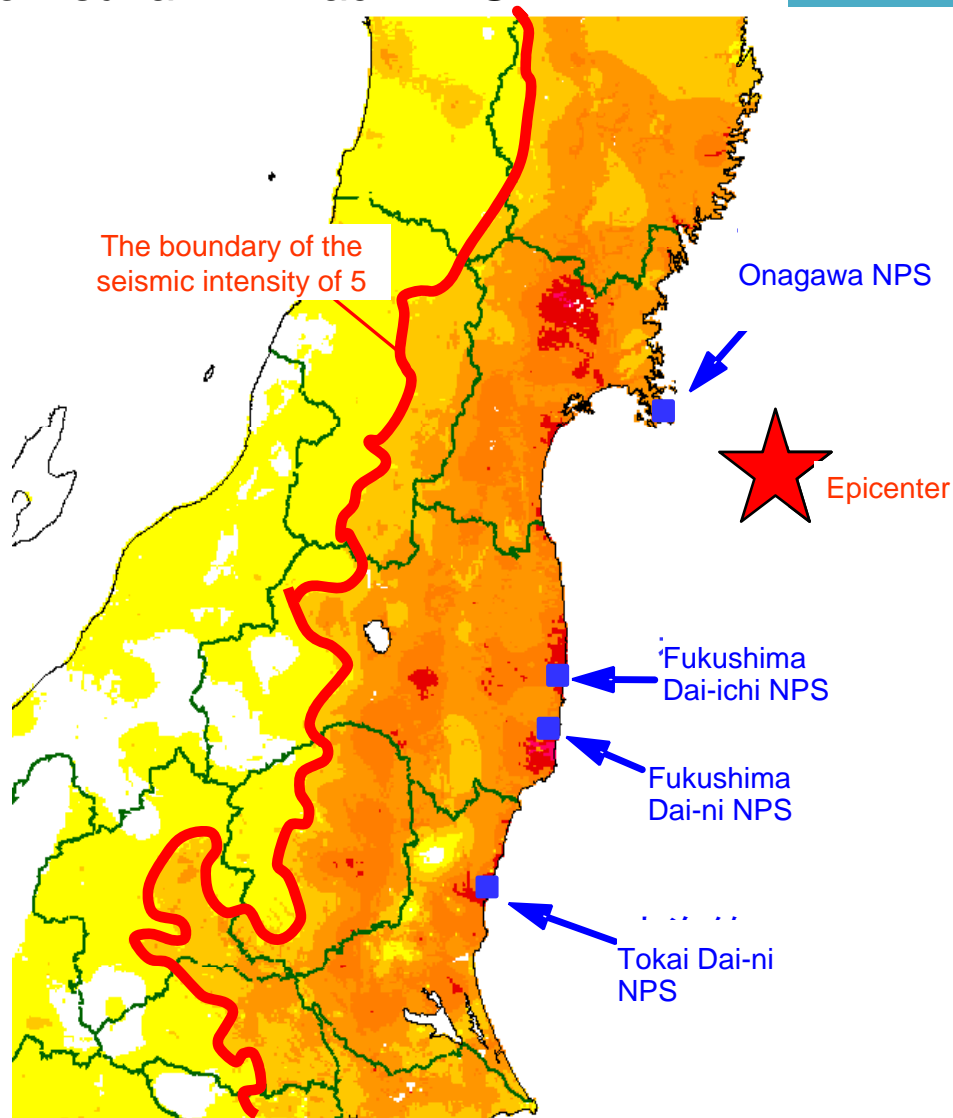 The boundary of the
seismic intensity of 5
Onagawa NPS
Epicenter
Fukushima
Dai-ichi NPS
Fukushima
Dai-ni NPS
Tokai Dai-ni
NPS